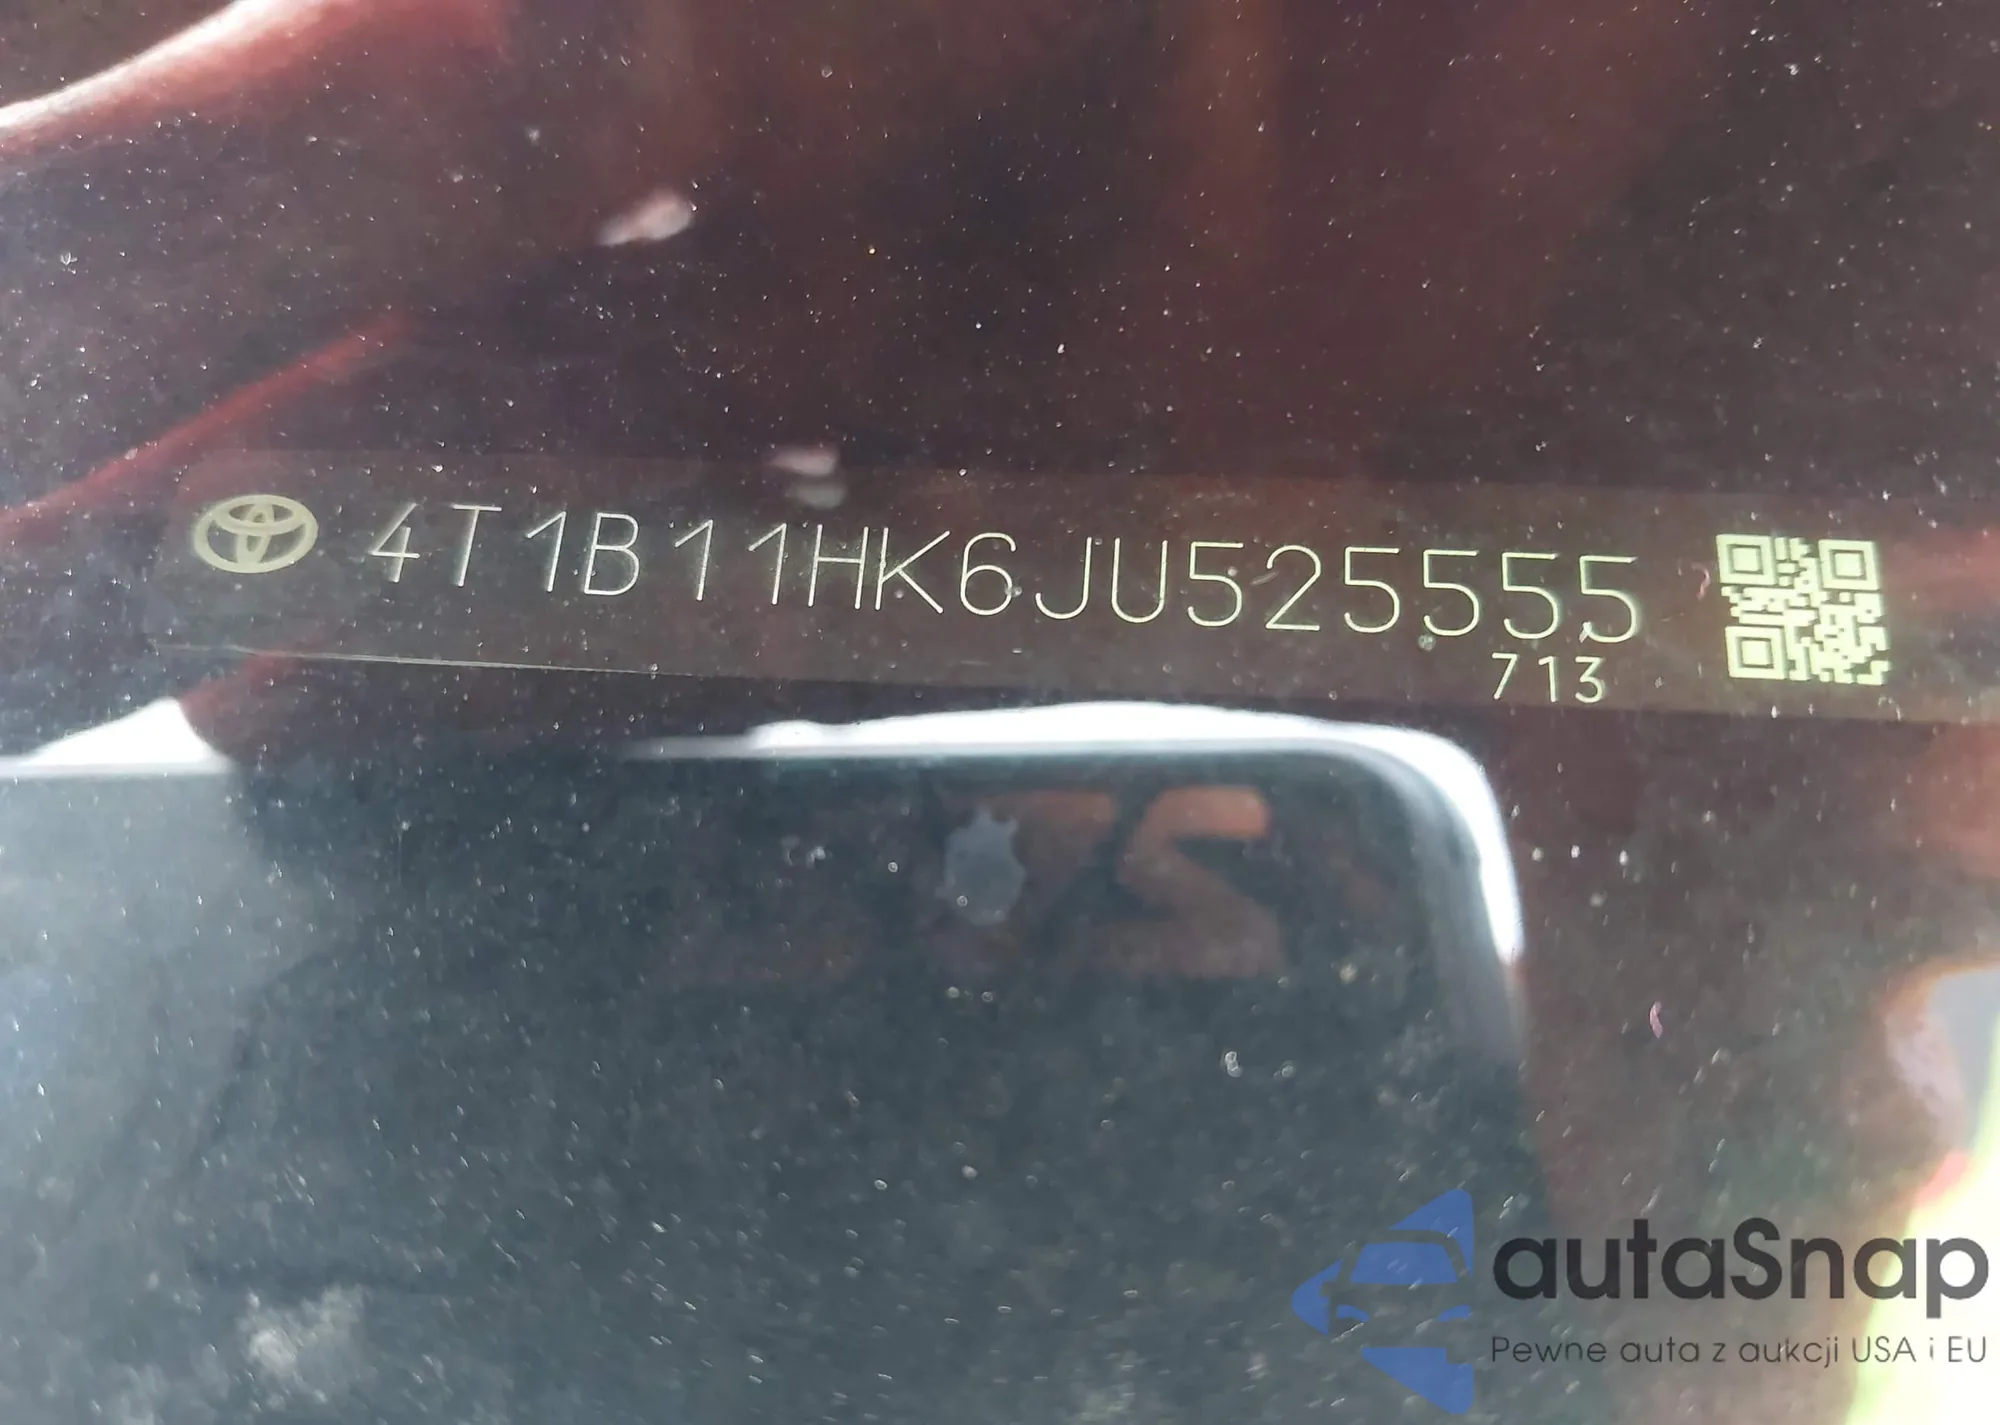 4T1B11HK6JU525555
713
autaSnap
Pewne auta z aukcji USA i EU